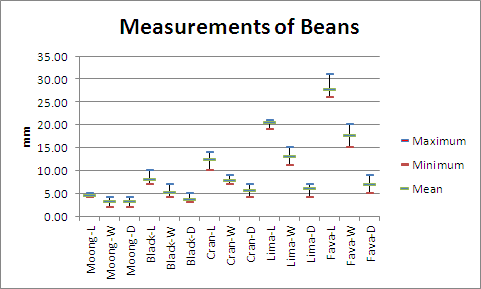 Measurements of Beans
35.00
30.00
25.00
20.00
15.00
10.00
5.00
0.00
mm
Moong-L
Moong-W
Moong-D
Black-L
Black-W
Black-D
Cran-L
Cran-W
Cran-D
Lima-L
Lima-W
Lima-D
Fava-L
Fava-W
Fava-D
Maximum
Minimum
Mean